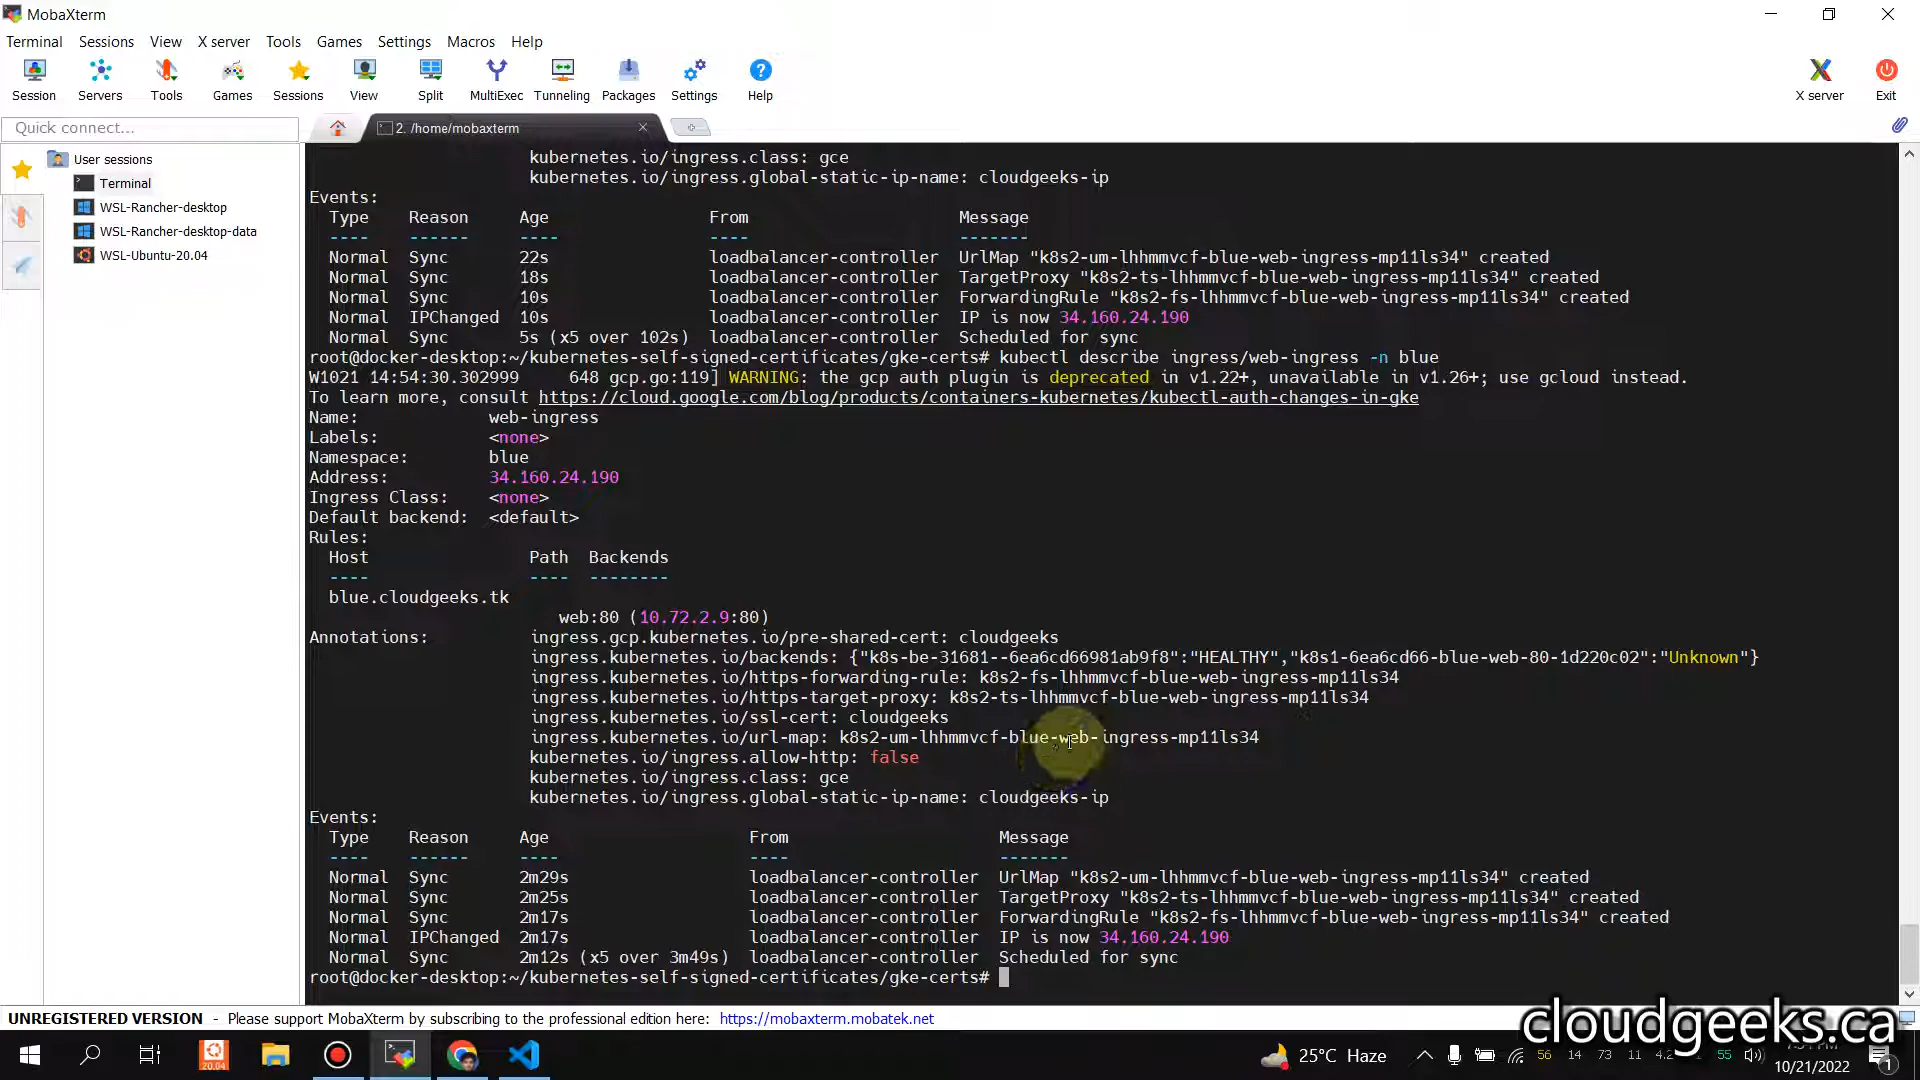 MobaXterm
Terminal Sessions View X server Tools Games Settings Macros Help
Session Servers Tools Games Sessions View Split MultiExec Tunneling Packages Settings Help X server Exit
Quick connect...
2. /home/mobaxterm
User sessions
Terminal
WSL-Rancher-desktop
WSL-Rancher-desktop-data
WSL-Ubuntu-20.04
kubernetes.io/ingress.class: gce
kubernetes.io/ingress.global-static-ip-name: cloudgeeks-ip
Events:
Type Reason Age From Message
---- ------ ---- ---- -------
Normal Sync 22s loadbalancer-controller UrlMap "k8s2-um-lhhmmvcf-blue-web-ingress-mp11ls34" created
Normal Sync 18s loadbalancer-controller TargetProxy "k8s2-ts-lhhmmvcf-blue-web-ingress-mp11ls34" created
Normal Sync 10s loadbalancer-controller ForwardingRule "k8s2-fs-lhhmmvcf-blue-web-ingress-mp11ls34" created
Normal IPChanged 10s loadbalancer-controller IP is now 34.160.24.190
Normal Sync 5s (x5 over 102s) loadbalancer-controller Scheduled for sync
root@docker-desktop:~/kubernetes-self-signed-certificates/gke-certs# kubectl describe ingress/web-ingress -n blue
W1021 14:54:30.302999 648 gcp.go:119] WARNING: the gcp auth plugin is deprecated in v1.22+, unavailable in v1.26+; use gcloud instead.
To learn more, consult https://cloud.google.com/blog/products/containers-kubernetes/kubectl-auth-changes-in-gke
Name: web-ingress
Labels: <none>
Namespace: blue
Address: 34.160.24.190
Ingress Class: <none>
Default backend: <default>
Rules:
Host Path Backends
---- ---- --------
blue.cloudgeeks.tk
web:80 (10.72.2.9:80)
Annotations: ingress.gcp.kubernetes.io/pre-shared-cert: cloudgeeks
ingress.kubernetes.io/backends: {"k8s-be-31681--6ea6cd66981ab9f8":"HEALTHY","k8s1-6ea6cd66-blue-web-80-1d220c02":"Unknown"}
ingress.kubernetes.io/https-forwarding-rule: k8s2-fs-lhhmmvcf-blue-web-ingress-mp11ls34
ingress.kubernetes.io/https-target-proxy: k8s2-ts-lhhmmvcf-blue-web-ingress-mp11ls34
ingress.kubernetes.io/ssl-cert: cloudgeeks
ingress.kubernetes.io/url-map: k8s2-um-lhhmmvcf-blue-web-ingress-mp11ls34
kubernetes.io/ingress.allow-http: false
kubernetes.io/ingress.class: gce
kubernetes.io/ingress.global-static-ip-name: cloudgeeks-ip
Events:
Type Reason Age From Message
---- ------ ---- ---- -------
Normal Sync 2m29s loadbalancer-controller UrlMap "k8s2-um-lhhmmvcf-blue-web-ingress-mp11ls34" created
Normal Sync 2m25s loadbalancer-controller TargetProxy "k8s2-ts-lhhmmvcf-blue-web-ingress-mp11ls34" created
Normal Sync 2m17s loadbalancer-controller ForwardingRule "k8s2-fs-lhhmmvcf-blue-web-ingress-mp11ls34" created
Normal IPChanged 2m17s loadbalancer-controller IP is now 34.160.24.190
Normal Sync 2m12s (x5 over 3m49s) loadbalancer-controller Scheduled for sync
root@docker-desktop:~/kubernetes-self-signed-certificates/gke-certs#
UNREGISTERED VERSION - Please support MobaXterm by subscribing to the professional edition here: https://mobaxterm.mobatek.net
cloudgeeks.ca
20.04
25°C Haze
56 14 73 11 4.2 55
10/21/2022
1